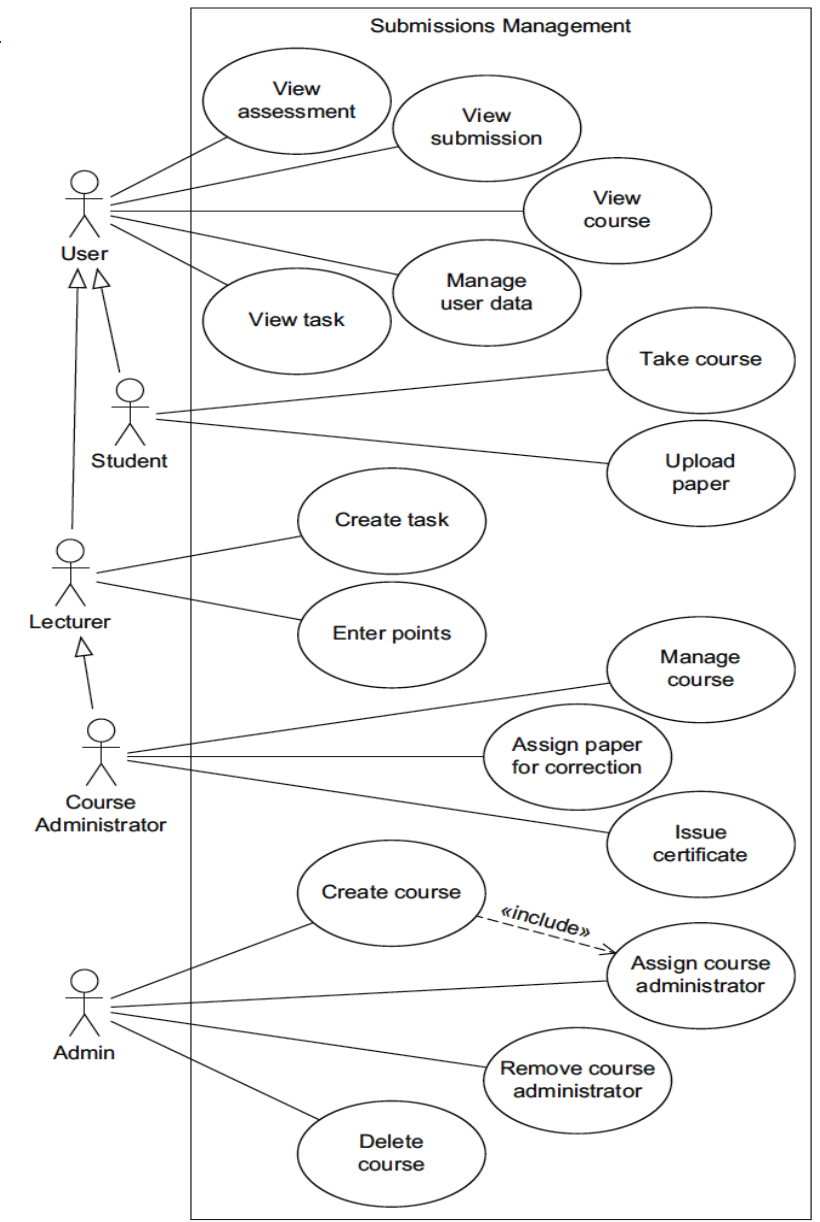 Submissions Management
View
assessment
View
submission
View
course
User
Manage
user data
View task
Take course
Student
Upload
paper
Create task
Lecturer
Enter points
Manage
course
Assign paper
for correction
Course
Administrator
Issue
certificate
Create course
«include»
Assign course
administrator
Admin
Remove course
administrator
Delete
course